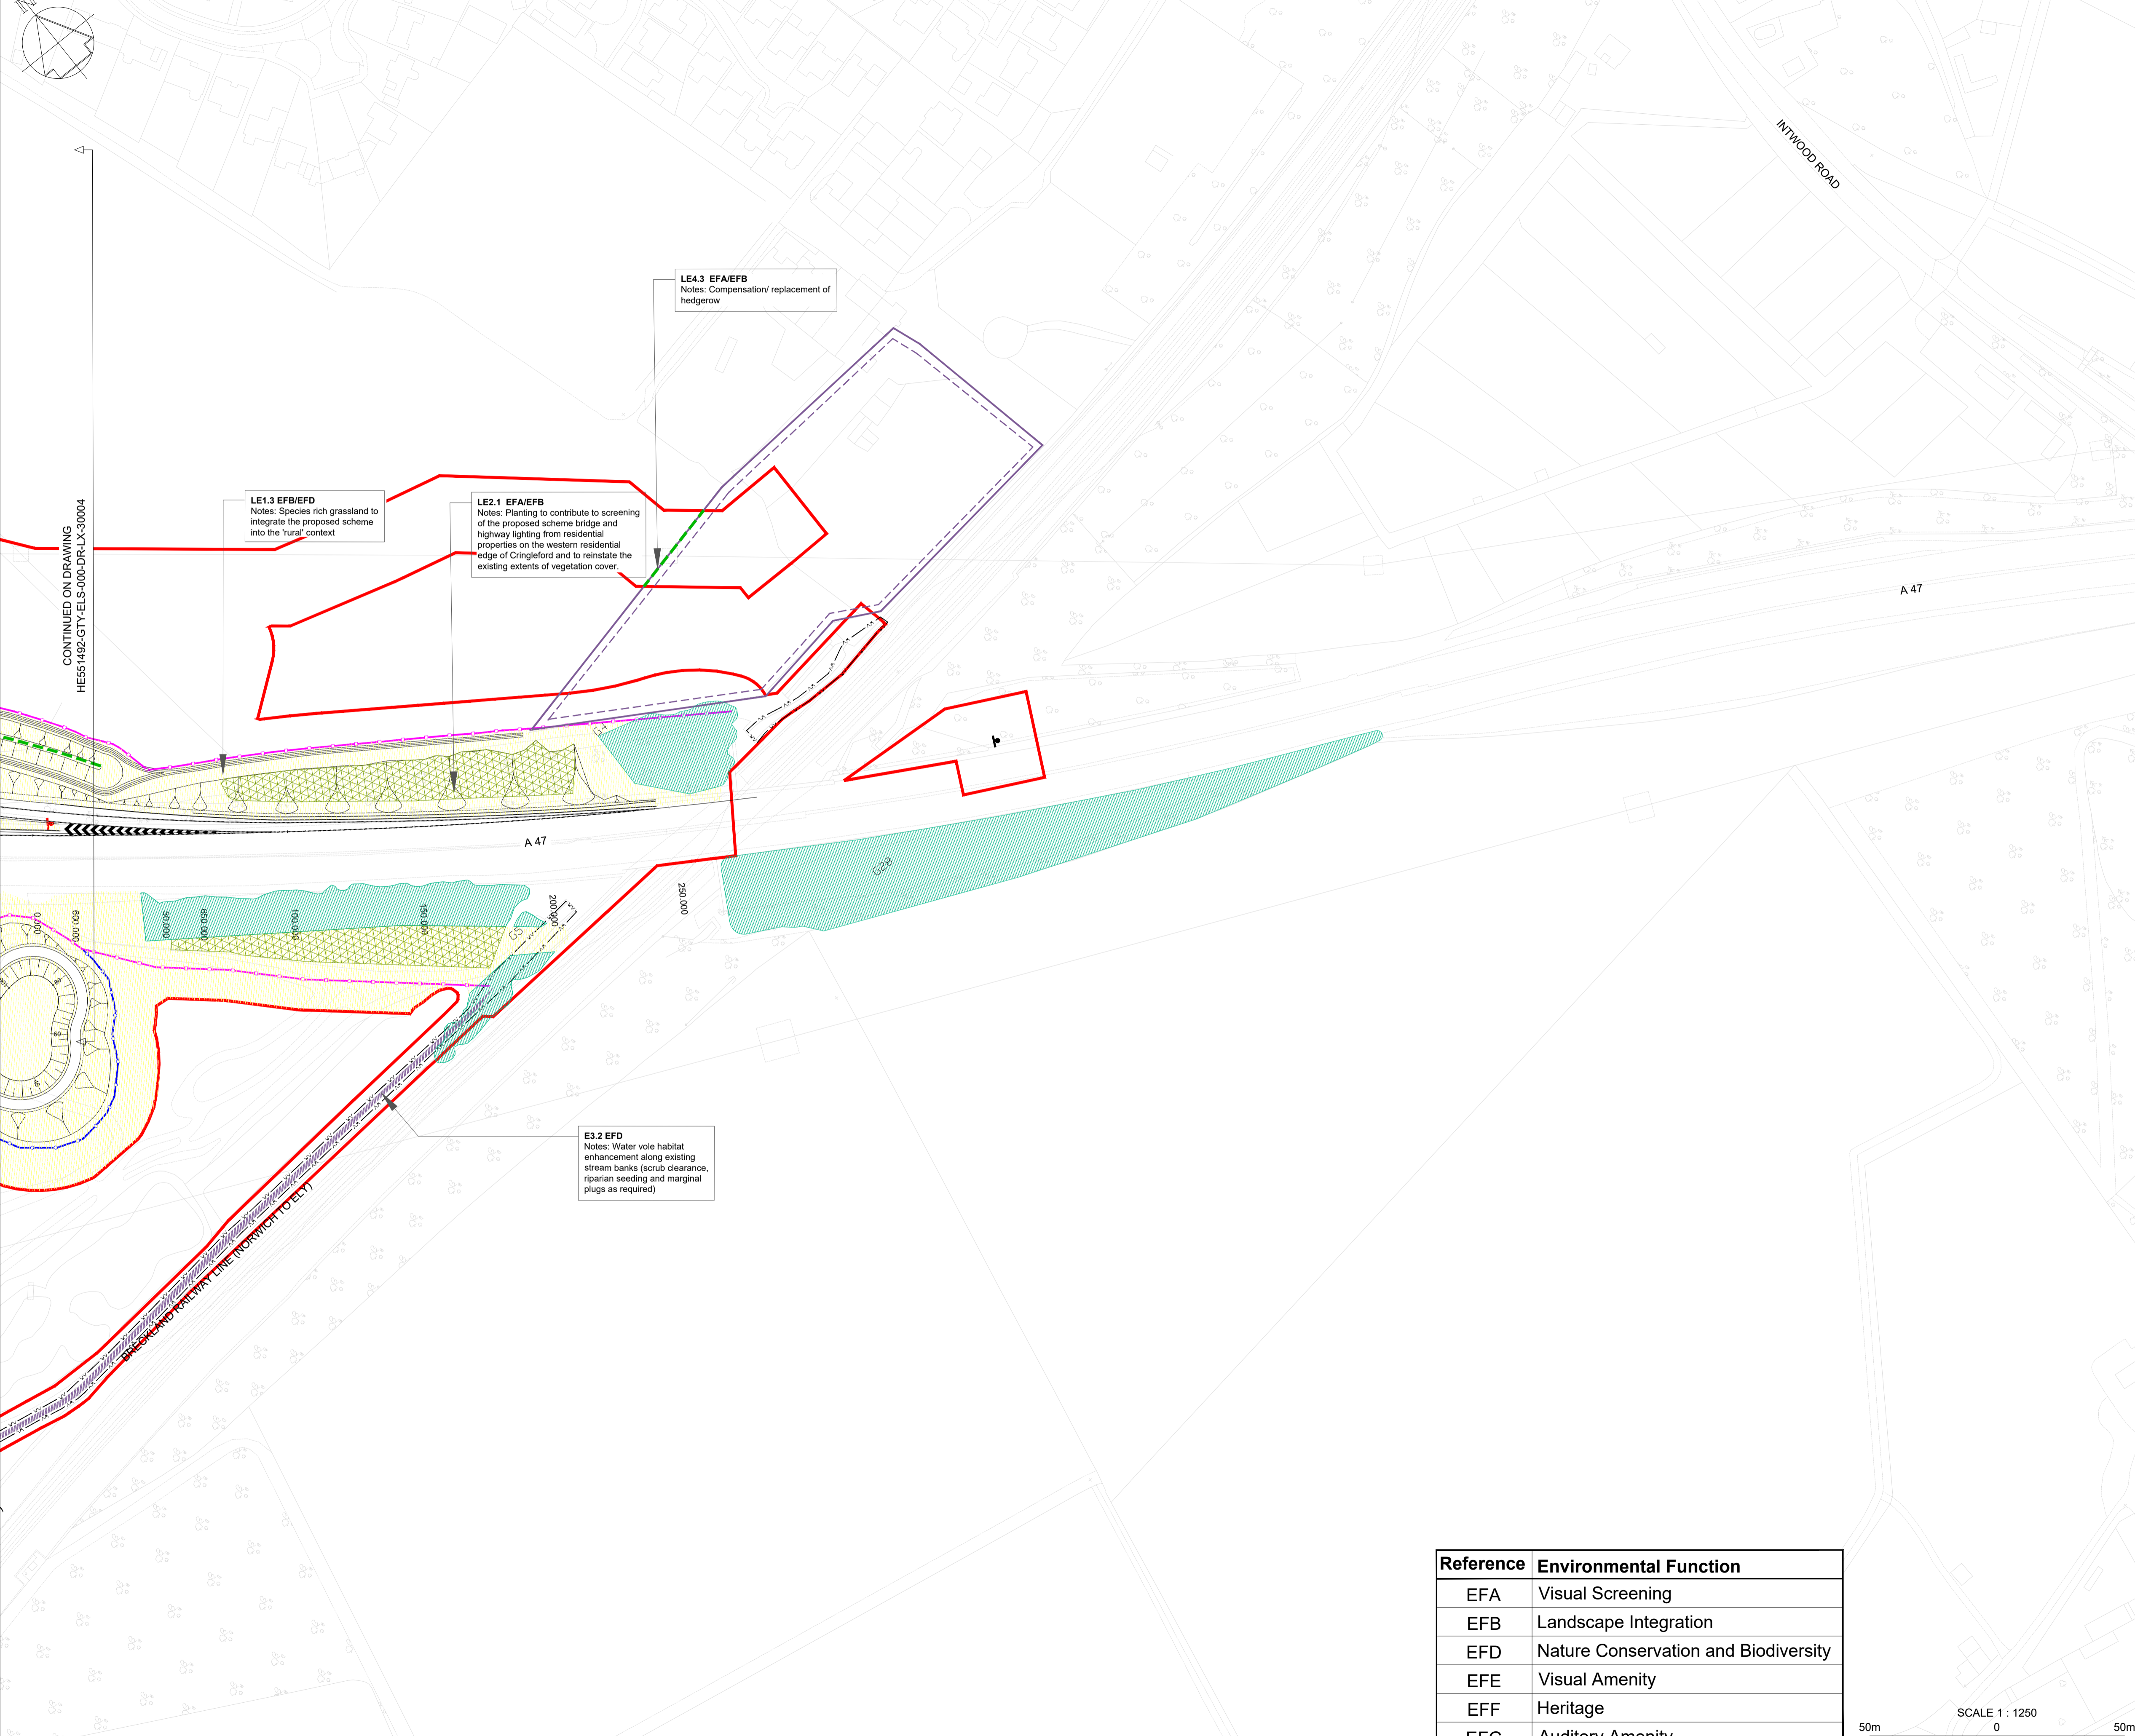 N
INTWOOD ROAD
LE4.3 EFA/EFB
Notes: Compensation/ replacement of
hedgerow
CONTINUED ON DRAWING
HE551492-GTY-ELS-000-DR-LX-30004
LE1.3 EFB/EFD
Notes: Species rich grassland to
integrate the proposed scheme
into the 'rural' context
LE2.1 EFA/EFB
Notes: Planting to contribute to screening
of the proposed scheme bridge and
highway lighting from residential
properties on the western residential
edge of Cringleford and to reinstate the
existing extents of vegetation cover.
A 47
G4
A 47
G28
0.000
600.000
50.000
650.000
100.000
150.000
200.000
250.000
G5
E3.2 EFD
Notes: Water vole habitat
enhancement along existing
stream banks (scrub clearance,
riparian seeding and marginal
plugs as required)
BRECKLAND RAILWAY LINE (NORWICH TO ELY)
Reference Environmental Function
EFA Visual Screening
EFB Landscape Integration
EFD Nature Conservation and Biodiversity
EFE Visual Amenity
EFF Heritage
EFG Auditory Amenity
SCALE 1 : 1250
50m 0 50m